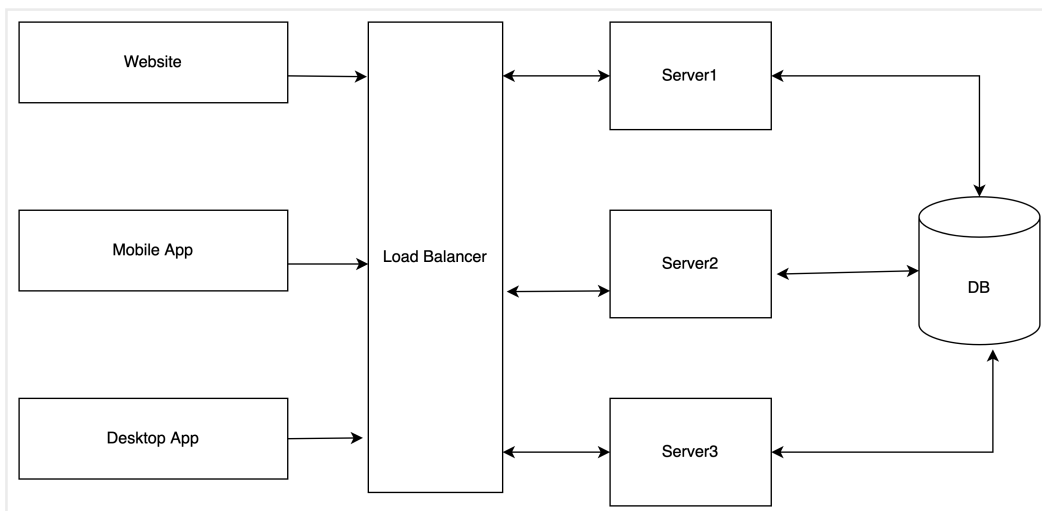 Website
Server1
Mobile App
Load Balancer
Server2
DB
Desktop App
Server3